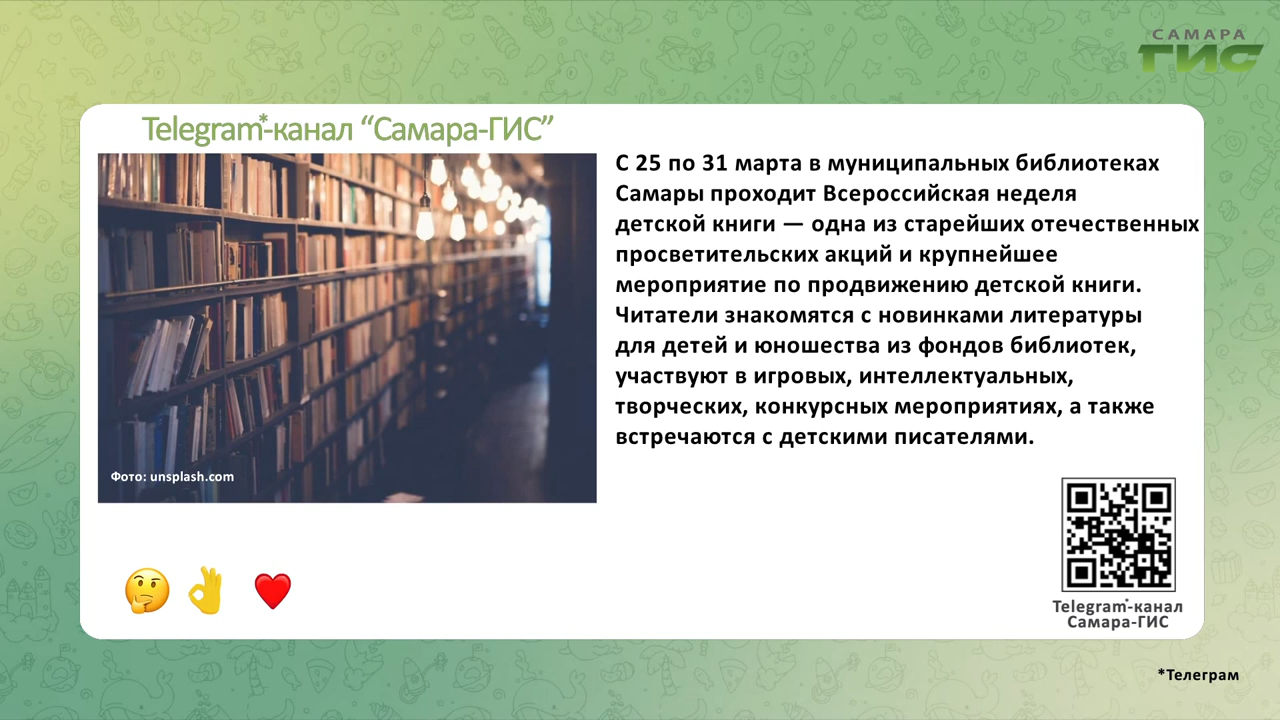 САМАРА
ГИС
Telegram*-канал “Самара-ГИС”
С 25 по 31 марта в муниципальных библиотеках
Самары проходит Всероссийская неделя
детской книги — одна из старейших отечественных
просветительских акций и крупнейшее
мероприятие по продвижению детской книги.
Читатели знакомятся с новинками литературы
для детей и юношества из фондов библиотек,
участвуют в игровых, интеллектуальных,
творческих, конкурсных мероприятиях, а также
встречаются с детскими писателями.
Фото: unsplash.com
Telegram*-канал
Самара-ГИС
*Телеграм